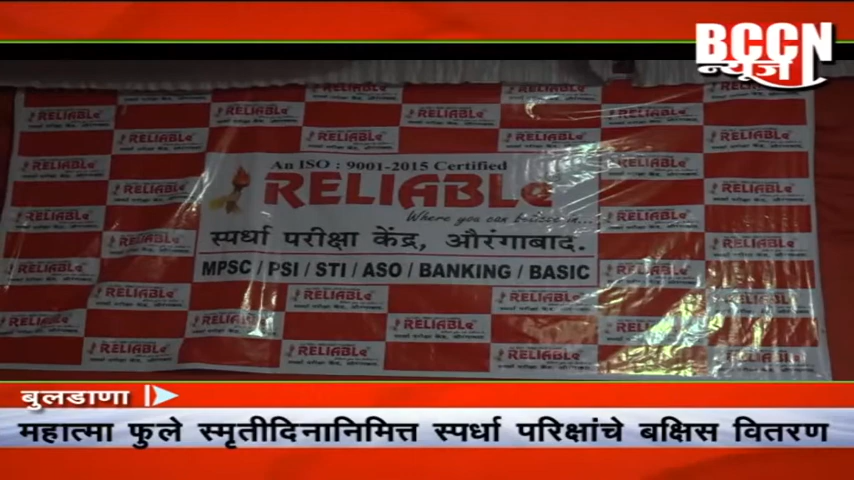 BCCN
न्यूज
An ISO : 9001-2015 Certified
RELIABLE
Where you can believe in...
स्पर्धा परीक्षा केंद्र, औरंगाबाद.
MPSC / PSI / STI / ASO / BANKING / BASIC
बुलडाणा
महात्मा फुले स्मृतीदिनानिमित्त स्पर्धा परिक्षांचे बक्षिस वितरण